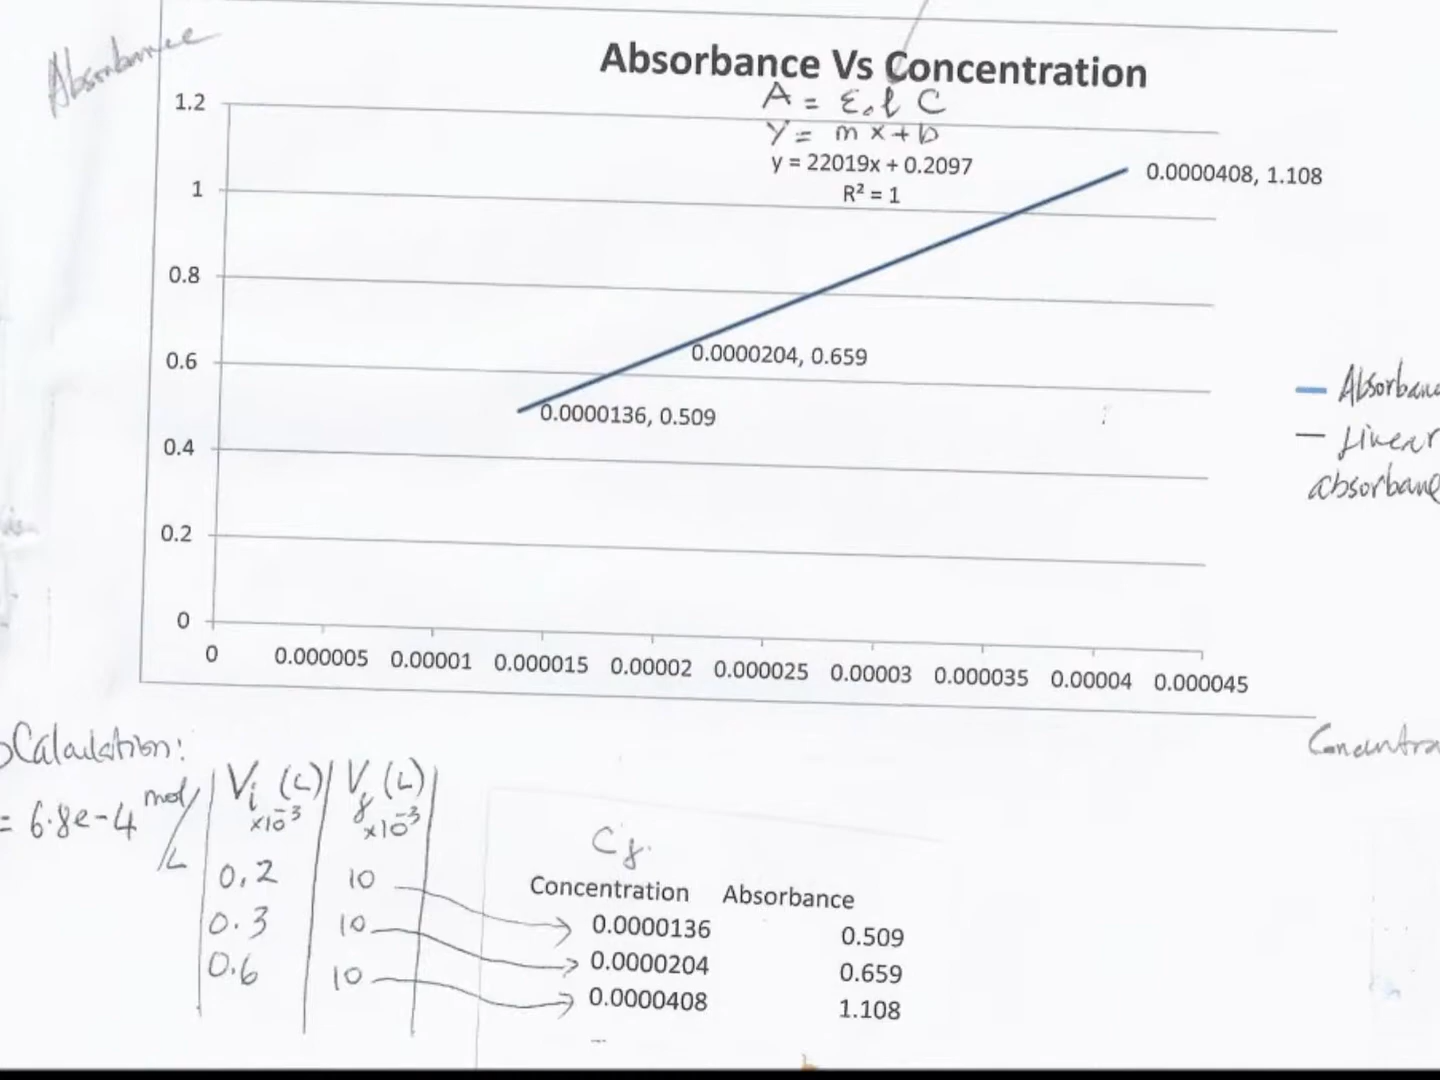 Absorbance
Absorbance Vs Concentration
A = ε.l C
Y = mx+b
y = 22019x + 0.2097
R² = 1
1.2
1
0.8
0.6
0.4
0.2
0
0.0000408, 1.108
0.0000204, 0.659
0.0000136, 0.509
0 0.000005 0.00001 0.000015 0.00002 0.000025 0.00003 0.000035 0.00004 0.000045
Absorban
Linear
absorban
Concentra
Calculation:
= 6.8e-4 mol/L
Vi (L) ×10⁻³
Vf (L) ×10⁻³
0.2 10
0.3 10
0.6 10
Cf.
Concentration Absorbance
0.0000136 0.509
0.0000204 0.659
0.0000408 1.108